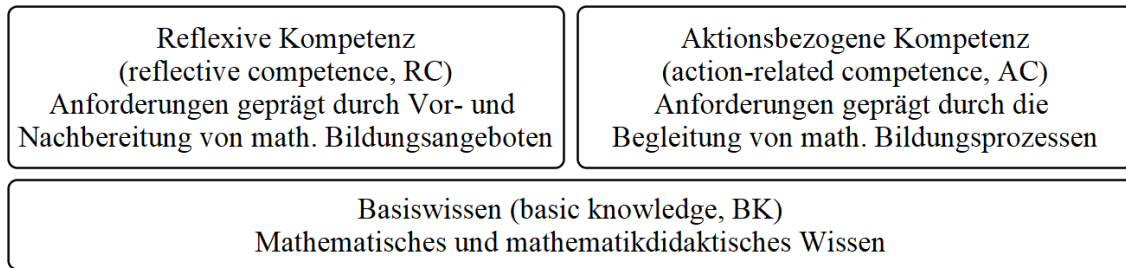 Reflexive Kompetenz
(reflective competence, RC)
Anforderungen geprägt durch Vor- und
Nachbereitung von math. Bildungsangeboten
Aktionsbezogene Kompetenz
(action-related competence, AC)
Anforderungen geprägt durch die
Begleitung von math. Bildungsprozessen
Basiswissen (basic knowledge, BK)
Mathematisches und mathematikdidaktisches Wissen